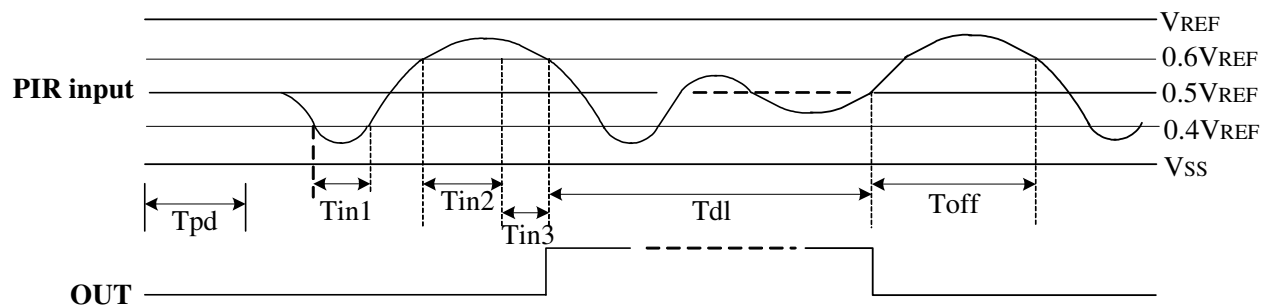 VREF
0.6VREF
PIR input
0.5VREF
0.4VREF
VSS
Tpd
Tin1
Tin2
Tin3
Tdl
Toff
OUT